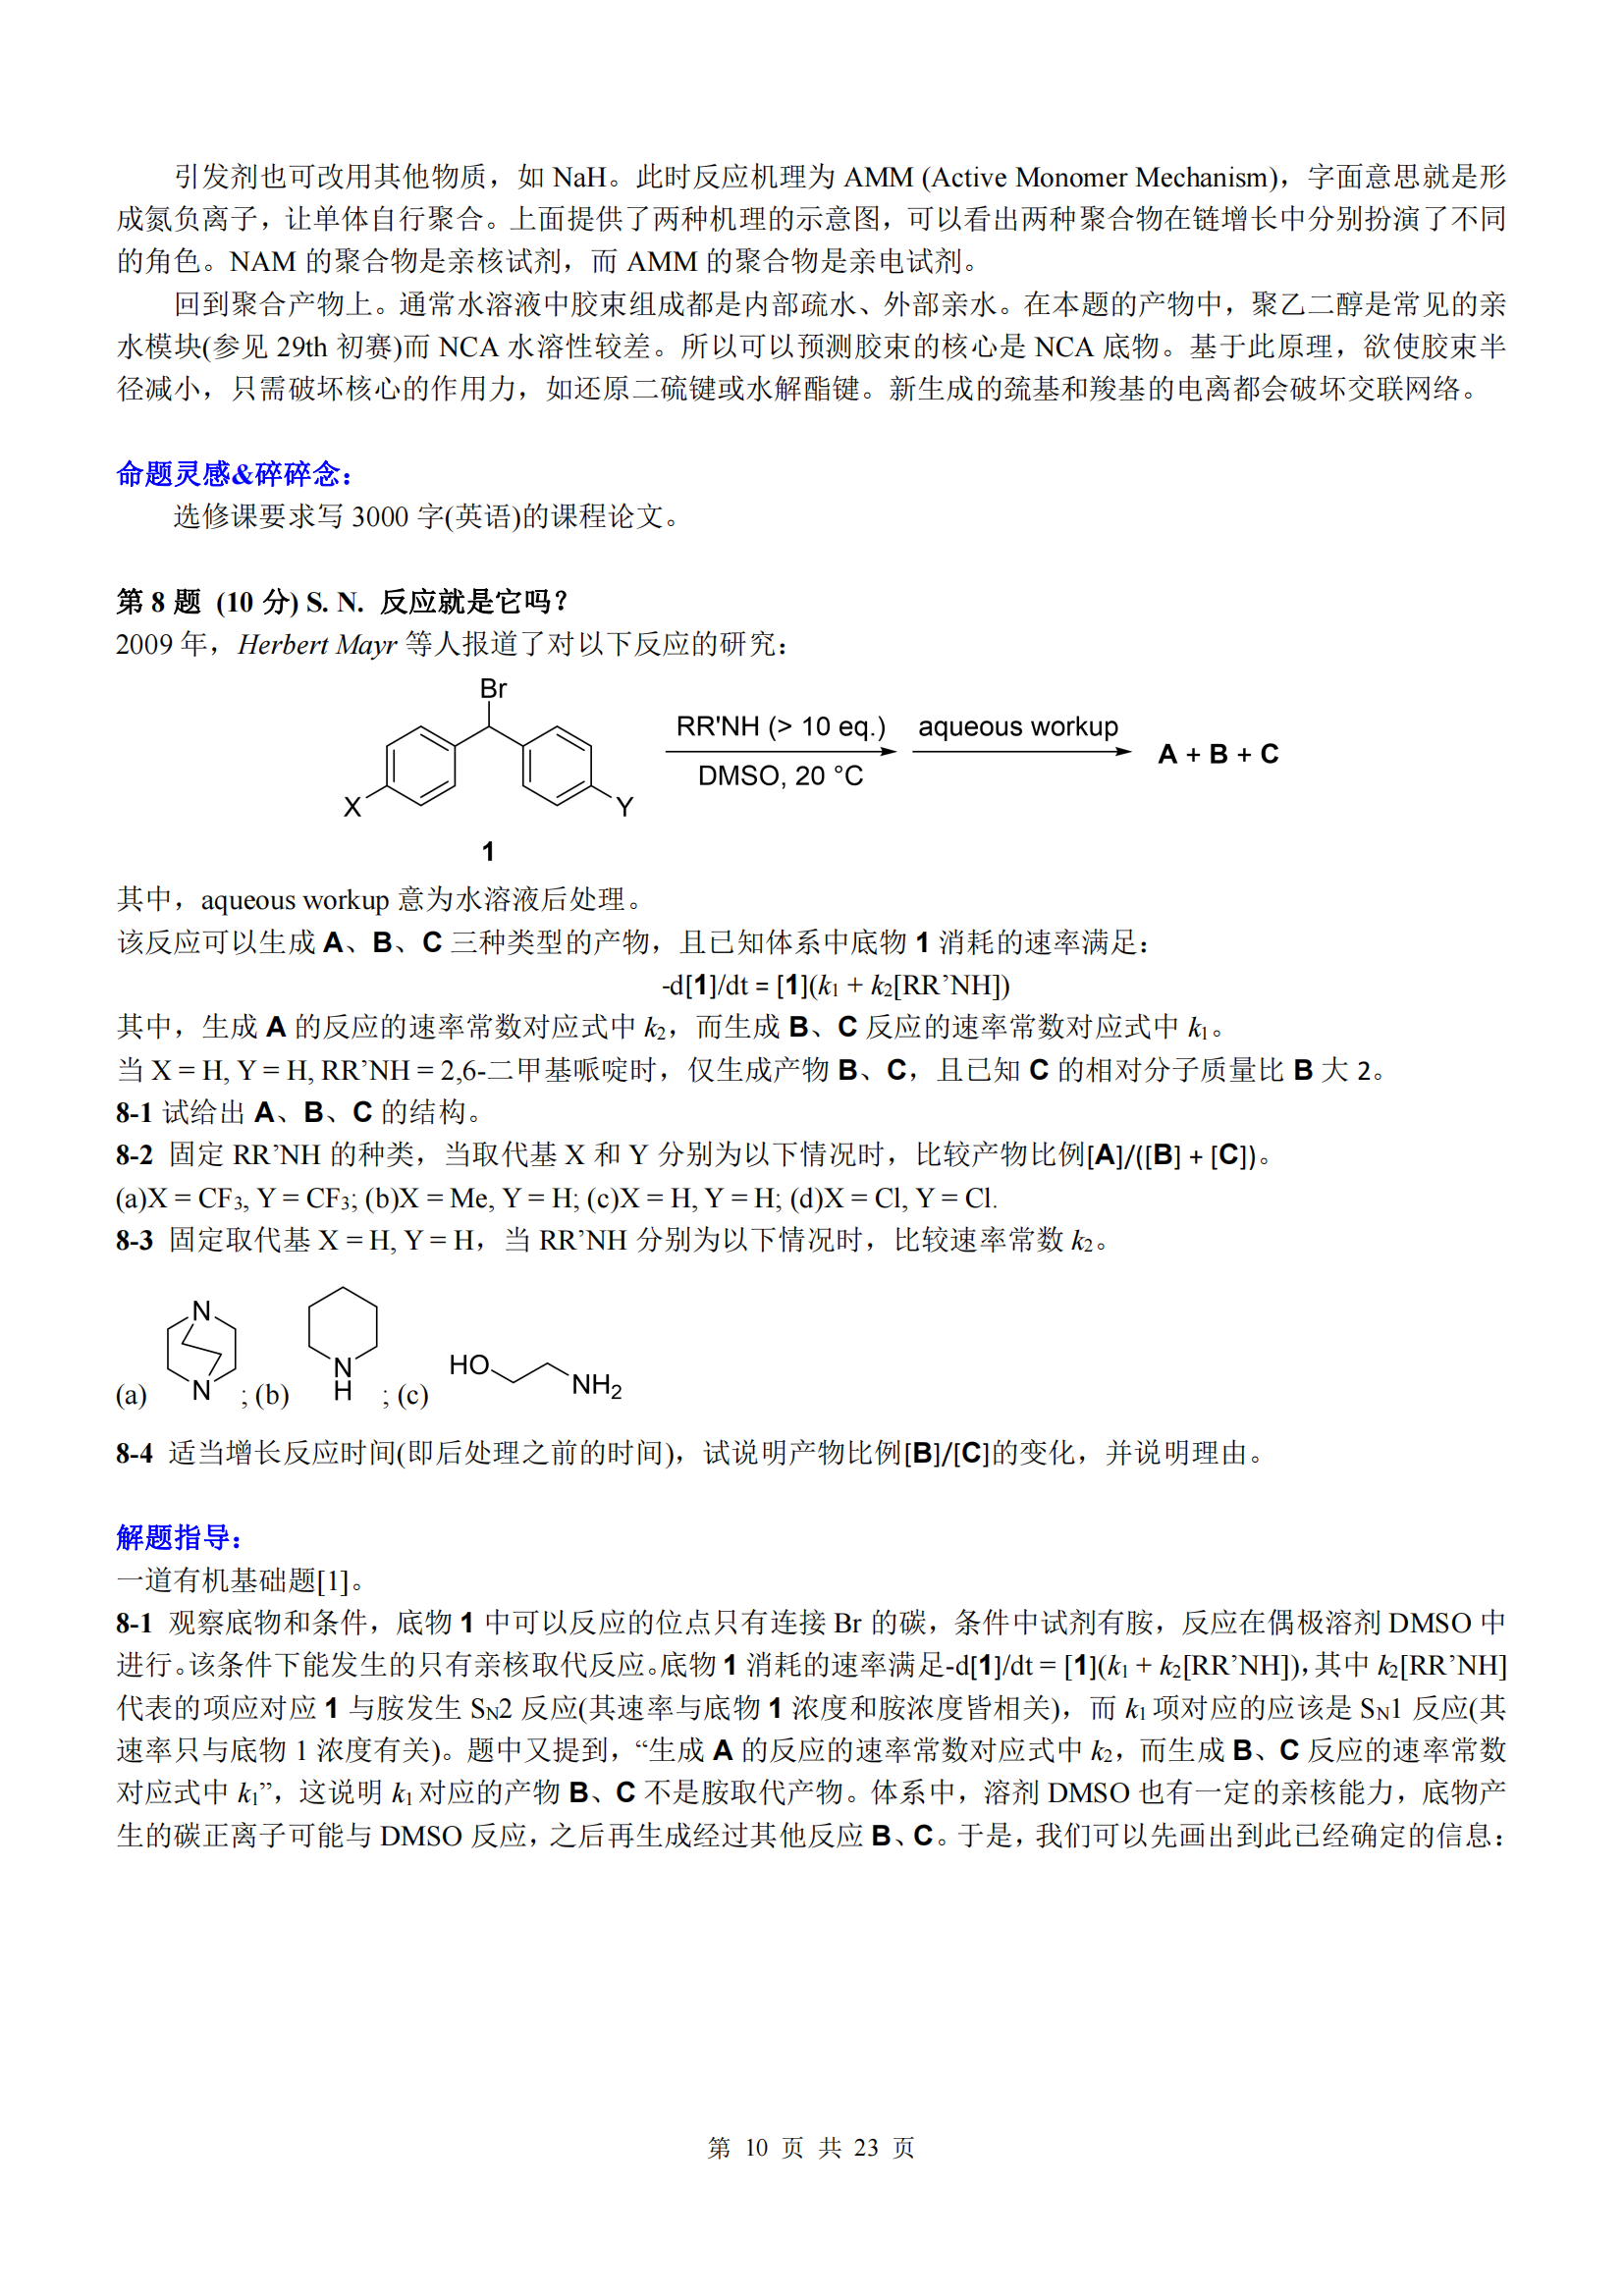 引发剂也可改用其他物质，如 NaH。此时反应机理为 AMM (Active Monomer Mechanism)，字面意思就是形
成氮负离子，让单体自行聚合。上面提供了两种机理的示意图，可以看出两种聚合物在链增长中分别扮演了不同
的角色。NAM 的聚合物是亲核试剂，而 AMM 的聚合物是亲电试剂。
回到聚合产物上。通常水溶液中胶束组成都是内部疏水、外部亲水。在本题的产物中，聚乙二醇是常见的亲
水模块(参见 29th 初赛)而 NCA 水溶性较差。所以可以预测胶束的核心是 NCA 底物。基于此原理，欲使胶束半
径减小，只需破坏核心的作用力，如还原二硫键或水解酯键。新生成的巯基和羧基的电离都会破坏交联网络。
命题灵感&碎碎念：
选修课要求写 3000 字(英语)的课程论文。
第 8 题 (10 分) S. N. 反应就是它吗？
2009 年，Herbert Mayr 等人报道了对以下反应的研究：
Br
X
Y
1
RR'NH (> 10 eq.)
DMSO, 20 °C
aqueous workup
A + B + C
其中，aqueous workup 意为水溶液后处理。
该反应可以生成 A、B、C 三种类型的产物，且已知体系中底物 1 消耗的速率满足：
-d[1]/dt = [1](k₁ + k₂[RR’NH])
其中，生成 A 的反应的速率常数对应式中 k₂，而生成 B、C 反应的速率常数对应式中 k₁。
当 X = H, Y = H, RR’NH = 2,6-二甲基哌啶时，仅生成产物 B、C，且已知 C 的相对分子质量比 B 大 2。
8-1 试给出 A、B、C 的结构。
8-2 固定 RR’NH 的种类，当取代基 X 和 Y 分别为以下情况时，比较产物比例[A]/([B] + [C])。
(a)X = CF₃, Y = CF₃; (b)X = Me, Y = H; (c)X = H, Y = H; (d)X = Cl, Y = Cl.
8-3 固定取代基 X = H, Y = H，当 RR’NH 分别为以下情况时，比较速率常数 k₂。
(a) N N ; (b) N H ; (c) HO NH₂
8-4 适当增长反应时间(即后处理之前的时间)，试说明产物比例[B]/[C]的变化，并说明理由。
解题指导：
一道有机基础题[1]。
8-1 观察底物和条件，底物 1 中可以反应的位点只有连接 Br 的碳，条件中试剂有胺，反应在偶极溶剂 DMSO 中
进行。该条件下能发生的只有亲核取代反应。底物 1 消耗的速率满足-d[1]/dt = [1](k₁ + k₂[RR’NH])，其中 k₂[RR’NH]
代表的项应对应 1 与胺发生 S_N2 反应(其速率与底物 1 浓度和胺浓度皆相关)，而 k₁ 项对应的应该是 S_N1 反应(其
速率只与底物 1 浓度有关)。题中又提到，“生成 A 的反应的速率常数对应式中 k₂，而生成 B、C 反应的速率常数
对应式中 k₁”，这说明 k₁ 对应的产物 B、C 不是胺取代产物。体系中，溶剂 DMSO 也有一定的亲核能力，底物产
生的碳正离子可能与 DMSO 反应，之后再生成经过其他反应 B、C。于是，我们可以先画出到此已经确定的信息：
第 10 页 共 23 页